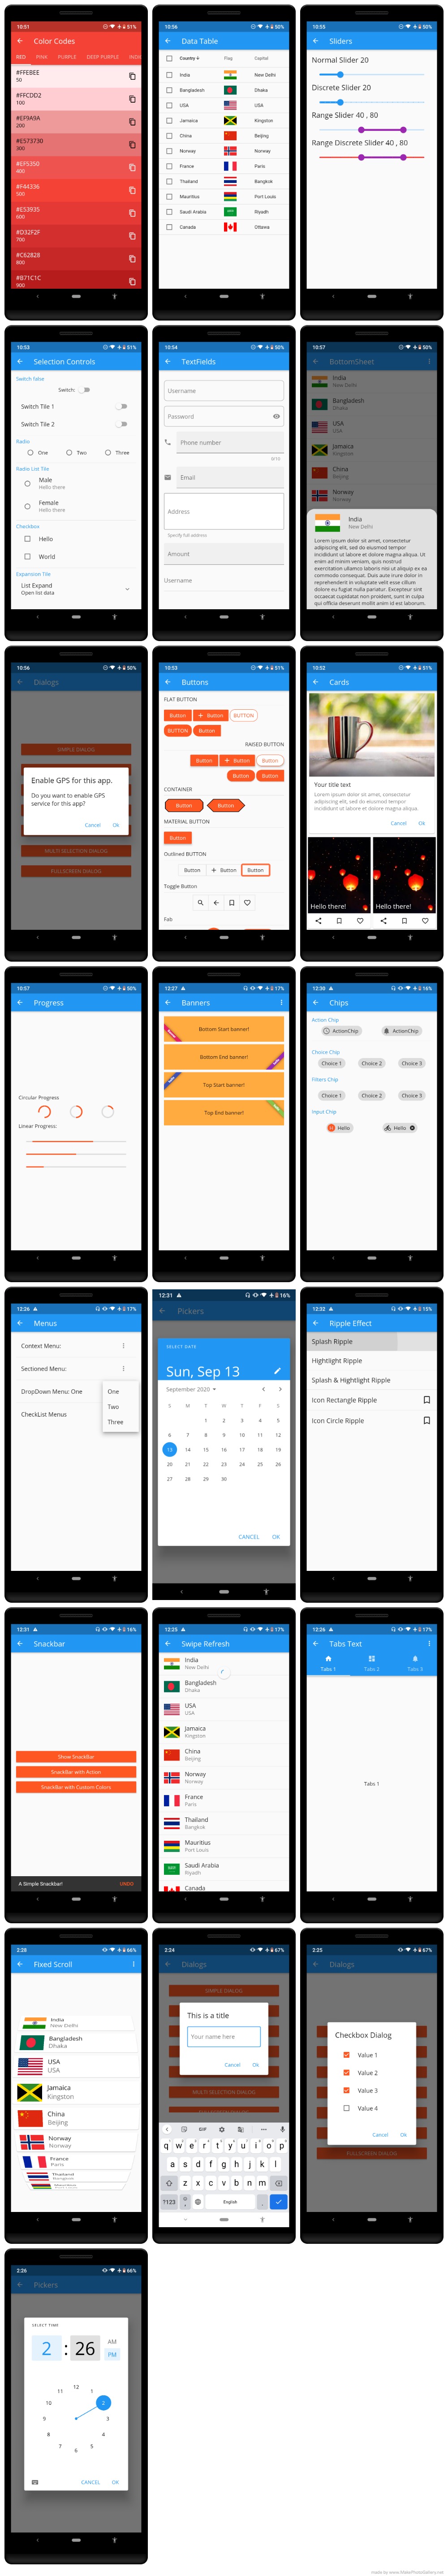 10:51
51%
Color Codes
RED PINK PURPLE DEEP PURPLE INDI
#FFEBEE
50
#FFCDD2
100
#EF9A9A
200
#E573730
300
#EF5350
400
#F44336
500
#E53935
600
#D32F2F
700
#C62828
800
#B71C1C
900
10:56
50%
Data Table
Country Flag Capital
India New Delhi
Bangladesh Dhaka
USA USA
Jamaica Kingston
China Beijing
Norway Norway
France Paris
Thailand Bangkok
Mauritius Port Louis
Saudi Arabia Riyadh
Canada Ottawa
10:55
50%
Sliders
Normal Slider 20
Discrete Slider 20
Range Slider 40 , 80
Range Discrete Slider 40 , 80
10:53
51%
Selection Controls
Switch false
Switch:
Switch Tile 1
Switch Tile 2
Radio
One Two Three
Radio List Tile
Male
Hello there
Female
Hello there
Checkbox
Hello
World
Expansion Tile
List Expand
Open list data
10:54
50%
TextFields
Username
Password
Phone number
0/10
Email
Address
Specify full address
Amount
Username
10:57
50%
BottomSheet
India
New Delhi
Bangladesh
Dhaka
USA
USA
Jamaica
Kingston
China
Beijing
Norway
Norway
India
New Delhi
Lorem ipsum dolor sit amet, consectetur
adipiscing elit, sed do eiusmod tempor
incididunt ut labore et dolore magna aliqua. Ut
enim ad minim veniam, quis nostrud
exercitation ullamco laboris nisi ut aliquip ex ea
commodo consequat. Duis aute irure dolor in
reprehenderit in voluptate velit esse cillum
dolore eu fugiat nulla pariatur. Excepteur sint
occaecat cupidatat non proident, sunt in culpa
qui officia deserunt mollit anim id est laborum.
10:56
50%
Dialogs
SIMPLE DIALOG
Enable GPS for this app.
Do you want to enable GPS
service for this app?
Cancel Ok
MULTI SELECTION DIALOG
FULLSCREEN DIALOG
10:53
51%
Buttons
FLAT BUTTON
Button + Button BUTTON
BUTTON Button
RAISED BUTTON
Button + Button Button
Button Button
CONTAINER
Button Button
MATERIAL BUTTON
Button
Outlined BUTTON
Button + Button Button
Toggle Button
Fab
10:52
51%
Cards
Your title text
Lorem ipsum dolor sit amet, consectetur
adipiscing elit, sed do eiusmod tempor
incididunt ut labore et dolore magna aliqua.
Cancel Ok
Hello there! Hello there!
10:57
50%
Progress
Circular Progress
Linear Progress:
12:27
17%
Banners
Bottom Start banner!
Bottom End banner!
Top Start banner!
Top End banner!
12:30
16%
Chips
Action Chip
ActionChip ActionChip
Choice Chip
Choice 1 Choice 2 Choice 3
Filters Chip
Choice 1 Choice 2 Choice 3
Input Chip
H Hello Hello
12:26
17%
Menus
Context Menu:
Sectioned Menu:
DropDown Menu: One
CheckList Menus
One
Two
Three
12:31
16%
Pickers
SELECT DATE
Sun, Sep 13
September 2020
S M T W T F S
1 2 3 4 5
6 7 8 9 10 11 12
13 14 15 16 17 18 19
20 21 22 23 24 25 26
27 28 29 30
CANCEL OK
12:32
15%
Ripple Effect
Splash Ripple
Hightlight Ripple
Splash & Hightlight Ripple
Icon Rectangle Ripple
Icon Circle Ripple
12:31
16%
Snackbar
Show SnackBar
SnackBar with Action
SnackBar with Custom Colors
A Simple Snackbar!
UNDO
12:25
17%
Swipe Refresh
India
New Delhi
Bangladesh
Dhaka
USA
USA
Jamaica
Kingston
China
Beijing
Norway
Norway
France
Paris
Thailand
Bangkok
Mauritius
Port Louis
Saudi Arabia
Riyadh
Canada
12:26
17%
Tabs Text
Tabs 1 Tabs 2 Tabs 3
Tabs 1
2:28
66%
Fixed Scroll
India
New Delhi
Bangladesh
Dhaka
USA
USA
Jamaica
Kingston
China
Beijing
Norway
Norway
France
Paris
Thailand
Bangkok
2:24
67%
Dialogs
SIMPLE DIALOG
This is a title
Your name here
Cancel Ok
MULTI SELECTION DIALOG
GIF
q w e r t y u i o p
a s d f g h j k l
z x c v b n m
?123 English
2:25
67%
Dialogs
Checkbox Dialog
Value 1
Value 2
Value 3
Value 4
Cancel Ok
FULLSCREEN DIALOG
2:26
66%
Pickers
SELECT TIME
2 : 26
AM
PM
12
11 1
10 2
9 3
8 4
7 5
6
CANCEL OK
made by www.VideoPhotoGallery.net